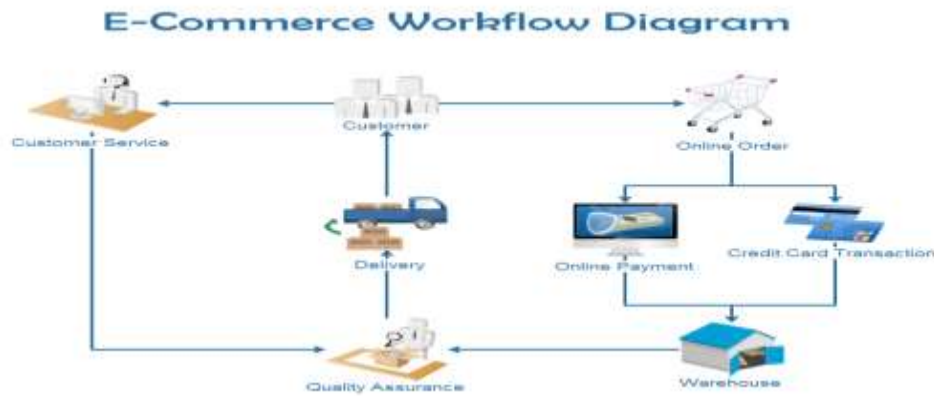 E-Commerce Workflow Diagram
Customer Service
Customer
Online Order
Delivery
Online Payment
Credit Card Transaction
Quality Assurance
Warehouse